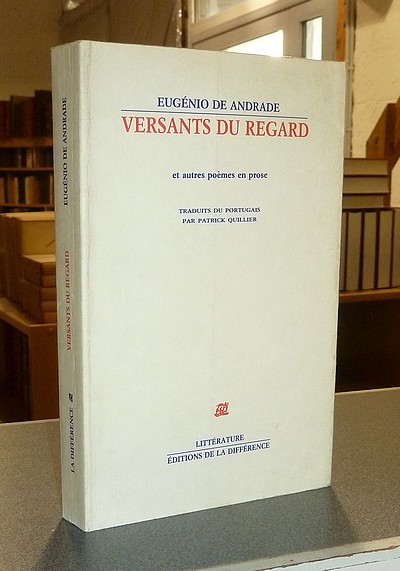 EUGÉNIO DE ANDRADE
VERSANTS DU REGARD
et autres poèmes en prose
TRADUITS DU PORTUGAIS
PAR PATRICK QUILLIER
LITTÉRATURE
ÉDITIONS DE LA DIFFÉRENCE
EUGÉNIO DE ANDRADE
VERSANTS DU REGARD
LA DIFFÉRENCE